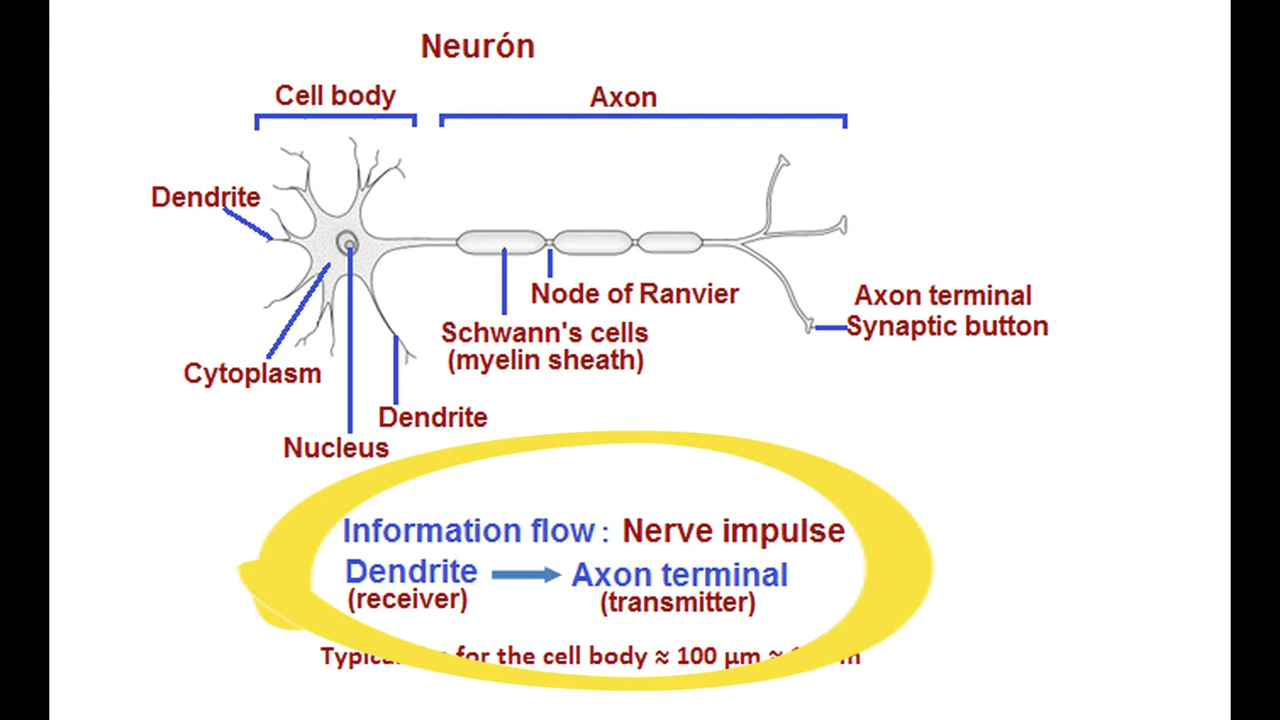 Neurón
Cell body
Axon
Dendrite
Node of Ranvier
Axon terminal
Synaptic button
Schwann's cells
(myelin sheath)
Cytoplasm
Dendrite
Nucleus
Information flow : Nerve impulse
Dendrite → Axon terminal
(receiver) (transmitter)
for the cell body ≈ 100 µm ≈